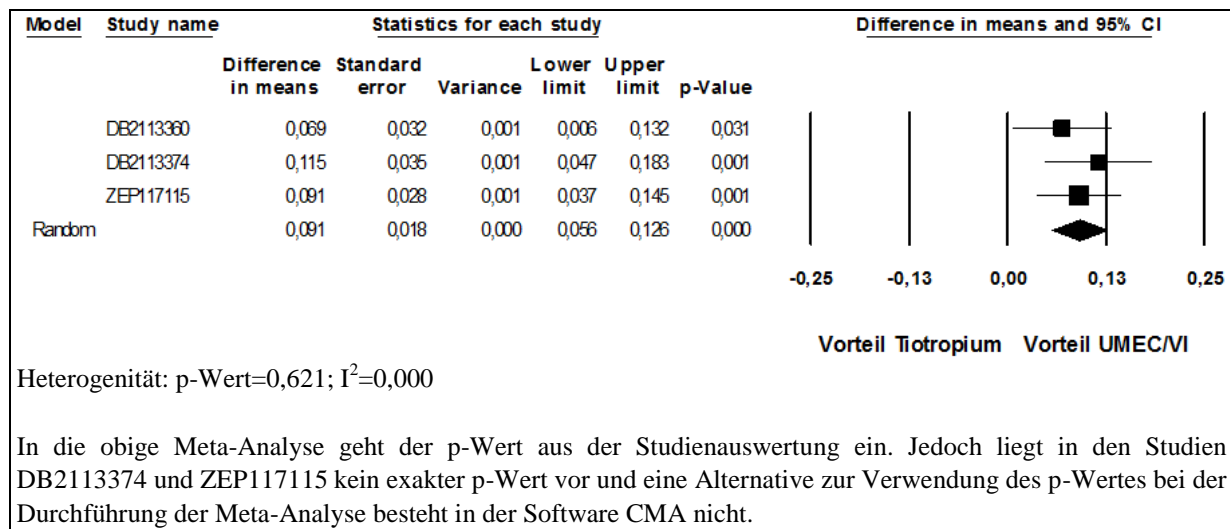 Model Study name Statistics for each study Difference in means and 95% CI
Difference Standard Lower Upper
in means error Variance limit limit p-Value
DB2113360 0,069 0,032 0,001 0,006 0,132 0,031
DB2113374 0,115 0,035 0,001 0,047 0,183 0,001
ZEP117115 0,091 0,028 0,001 0,037 0,145 0,001
Random 0,091 0,018 0,000 0,056 0,126 0,000
-0,25 -0,13 0,00 0,13 0,25
Vorteil Tiotropium Vorteil UMEC/VI
Heterogenität: p-Wert=0,621; I²=0,000
In die obige Meta-Analyse geht der p-Wert aus der Studienauswertung ein. Jedoch liegt in den Studien
DB2113374 und ZEP117115 kein exakter p-Wert vor und eine Alternative zur Verwendung des p-Wertes bei der
Durchführung der Meta-Analyse besteht in der Software CMA nicht.